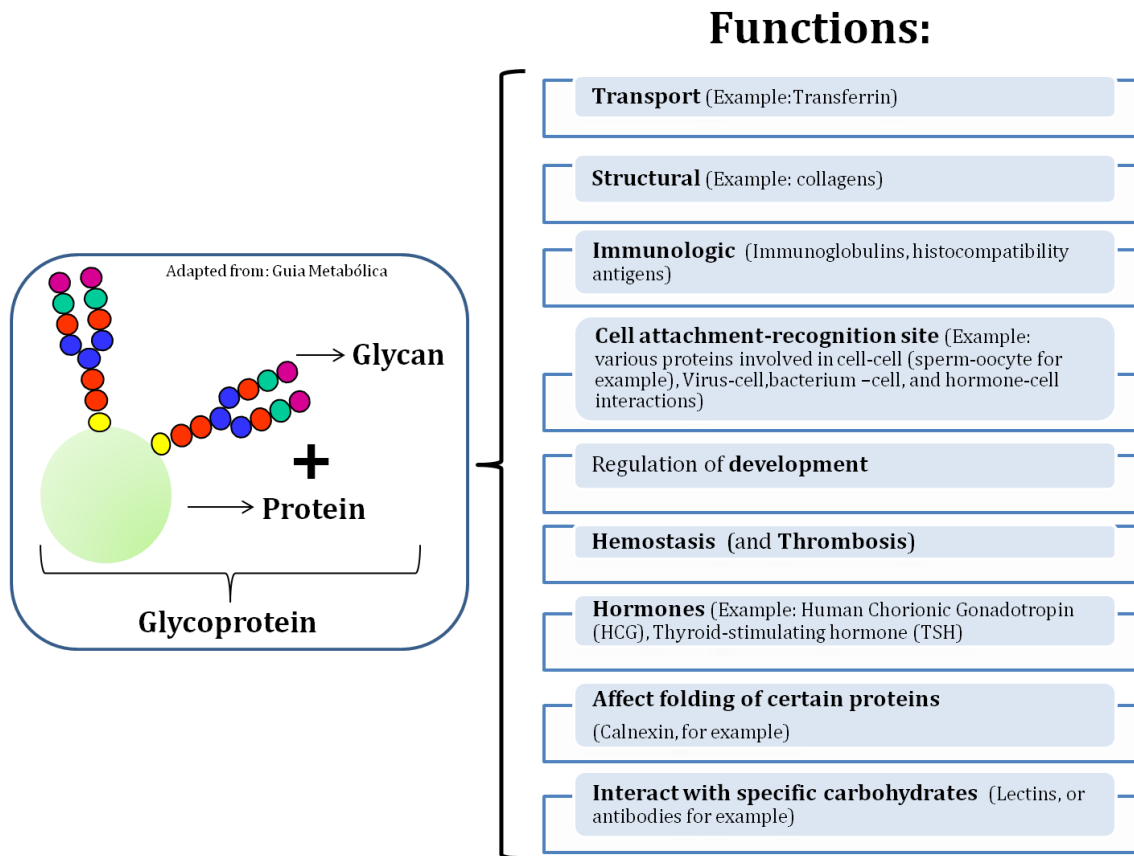 Functions:
Transport (Example:Transferrin)
Structural (Example: collagens)
Immunologic (Immunoglobulins, histocompatibility
antigens)
Cell attachment-recognition site (Example:
various proteins involved in cell-cell (sperm-oocyte for
example), Virus-cell,bacterium –cell, and hormone-cell
interactions)
Regulation of development
Hemostasis (and Thrombosis)
Hormones (Example: Human Chorionic Gonadotropin
(HCG), Thyroid-stimulating hormone (TSH)
Affect folding of certain proteins
(Calnexin, for example)
Interact with specific carbohydrates (Lectins, or
antibodies for example)
Adapted from: Guia Metabólica
Glycan
+
Protein
Glycoprotein